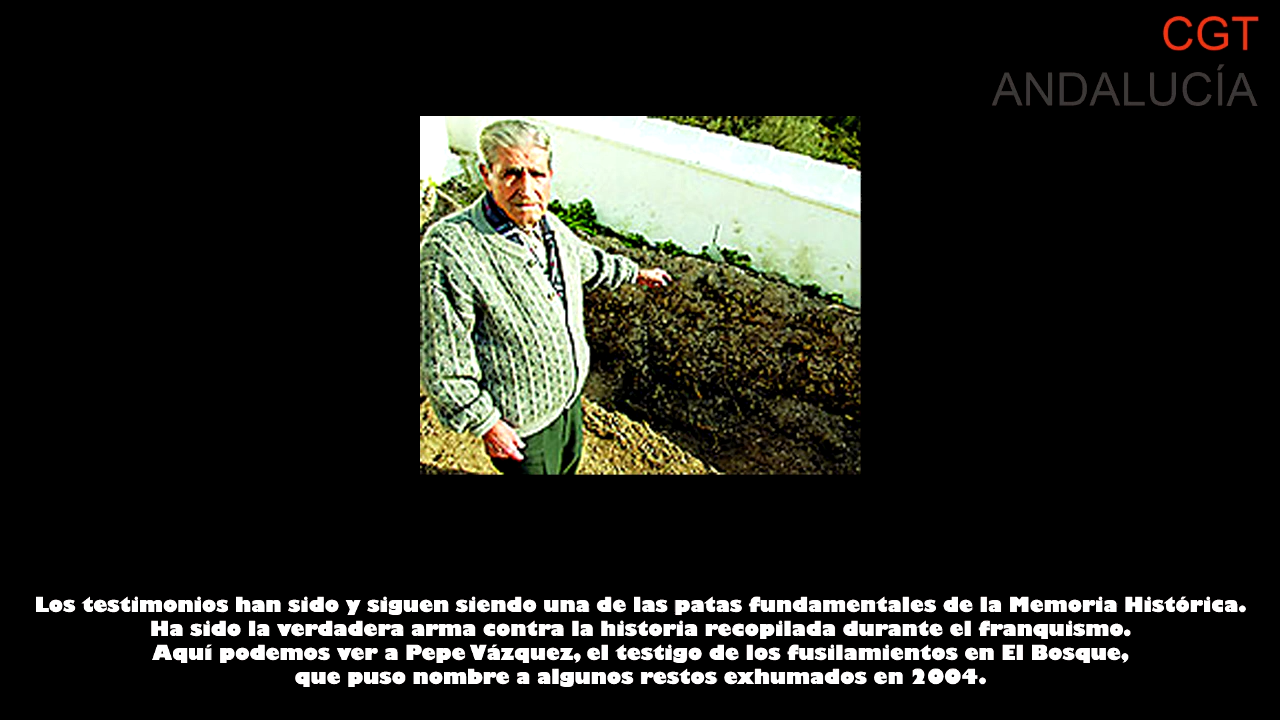 CGT
ANDALUCÍA
Los testimonios han sido y siguen siendo una de las patas fundamentales de la Memoria Histórica.
Ha sido la verdadera arma contra la historia recopilada durante el franquismo.
Aquí podemos ver a Pepe Vázquez, el testigo de los fusilamientos en El Bosque,
que puso nombre a algunos restos exhumados en 2004.